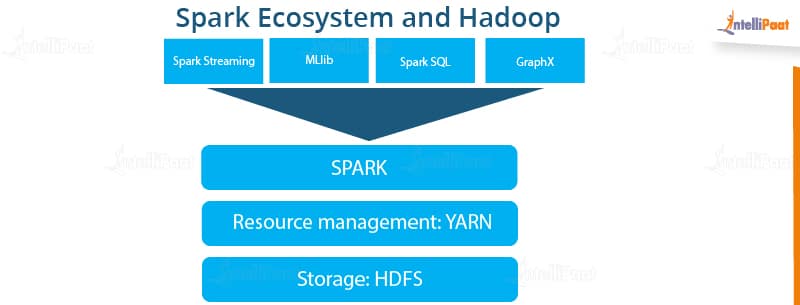 Spark Ecosystem and Hadoop
IntelliPaat
Spark Streaming
MLlib
Spark SQL
GraphX
SPARK
Resource management: YARN
Storage: HDFS